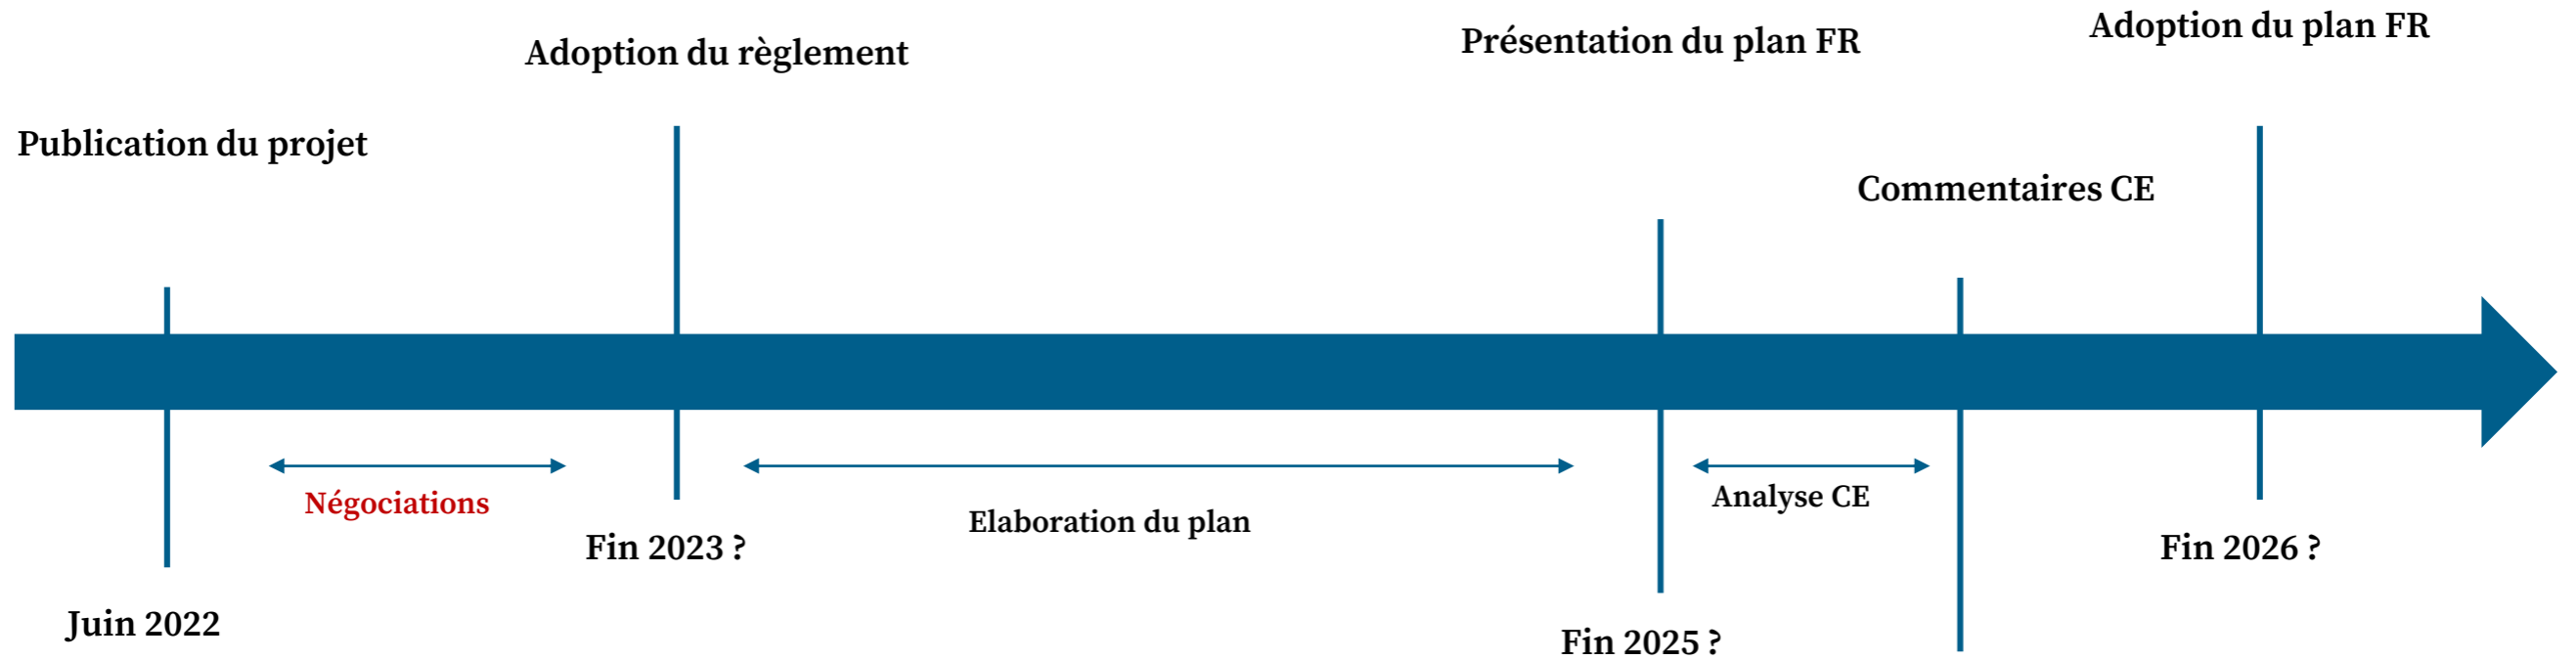 Publication du projet
Adoption du règlement
Présentation du plan FR
Commentaires CE
Adoption du plan FR
Négociations
Elaboration du plan
Analyse CE
Juin 2022
Fin 2023 ?
Fin 2025 ?
Fin 2026 ?